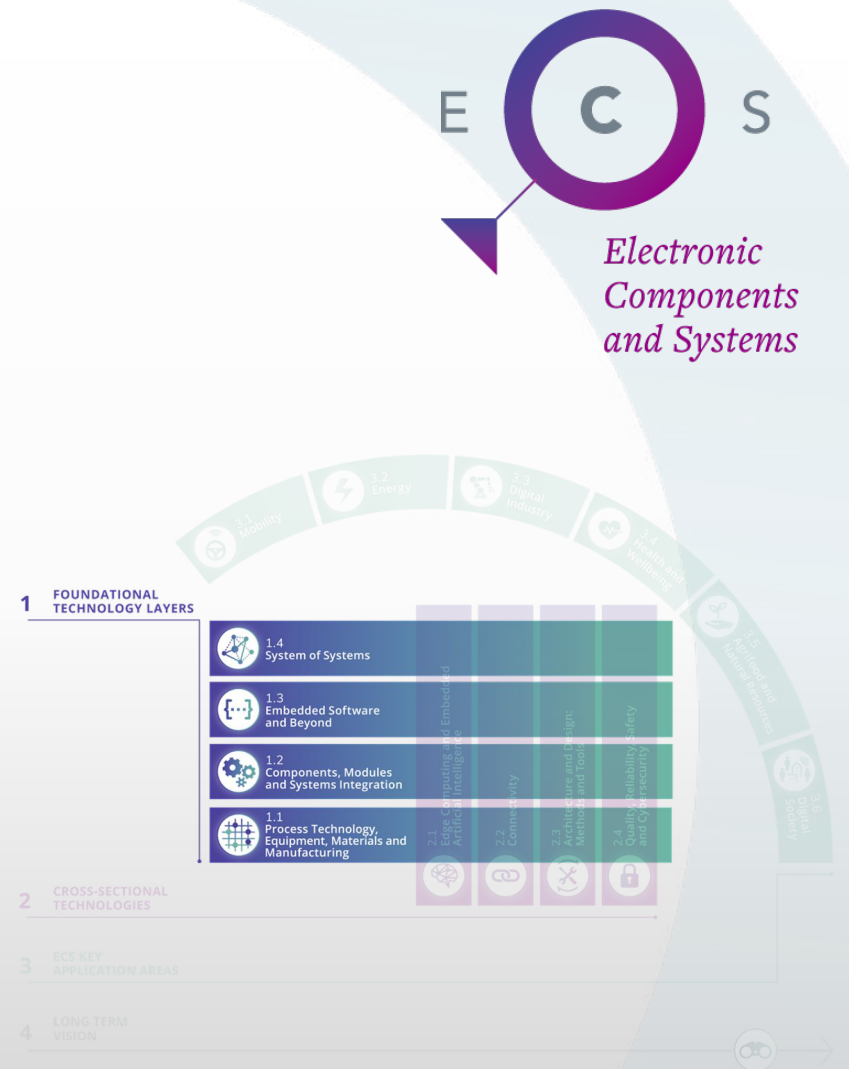 E C S
Electronic
Components
and Systems
3.1
Mobility
3.2
Energy
3.3
Digital
Industry
3.4
Health and
Wellbeing
3.5
Agrifood and
Natural Resources
3.6
Digital
Society
1 FOUNDATIONAL
TECHNOLOGY LAYERS
1.4
System of Systems
1.3
Embedded Software
and Beyond
1.2
Components, Modules
and Systems Integration
1.1
Process Technology,
Equipment, Materials and
Manufacturing
2.1
Edge Computing and Embedded
Artificial Intelligence
2.2
Connectivity
2.3
Architecture and Design:
Methods and Tools
2.4
Quality, Reliability, Safety
and Cybersecurity
2 CROSS-SECTIONAL
TECHNOLOGIES
3 ECS KEY
APPLICATION AREAS
4 LONG TERM
VISION